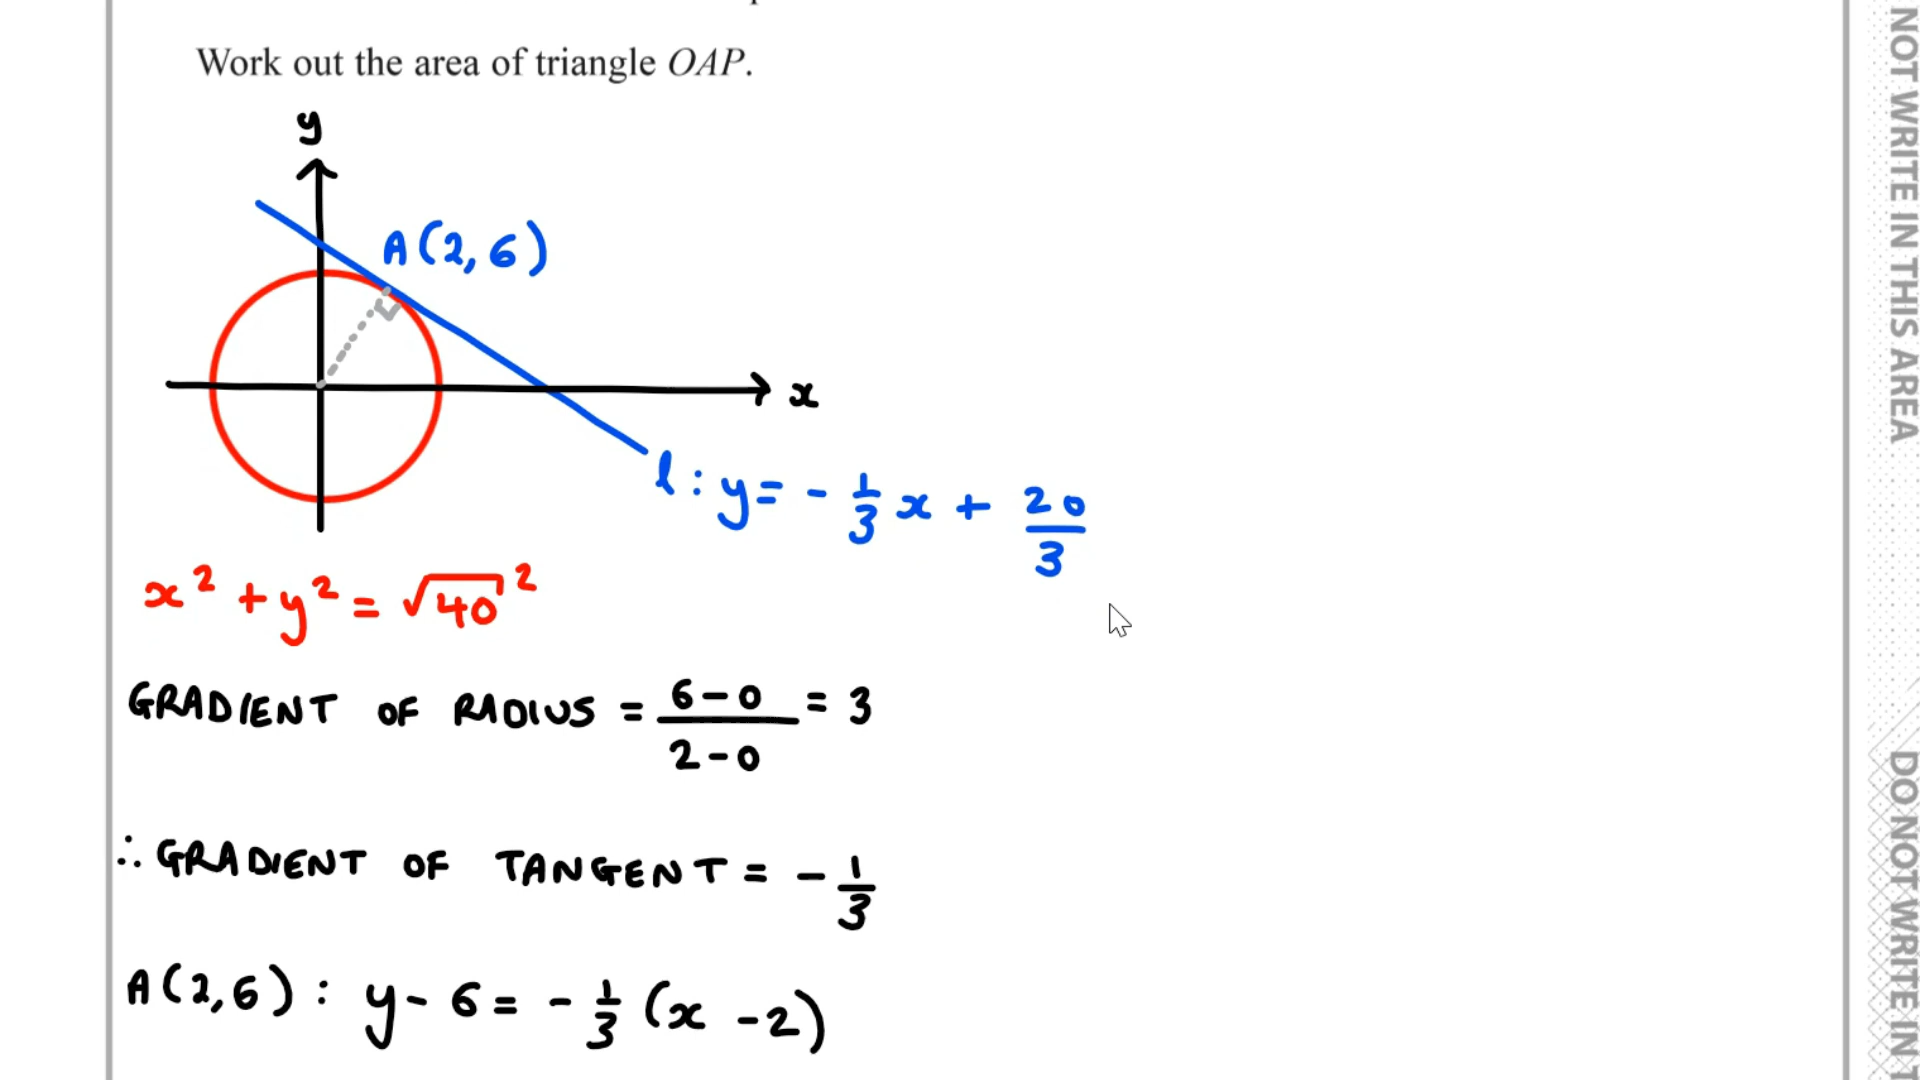 Work out the area of triangle OAP.
y
A(2,6)
x
l: y = -1/3 x + 20/3
x² + y² = √40²
GRADIENT OF RADIUS = 6-0/2-0 = 3
∴ GRADIENT OF TANGENT = -1/3
A(2,6): y - 6 = -1/3 (x - 2)
NOT WRITE IN THIS AREA
DO NOT WRITE IN